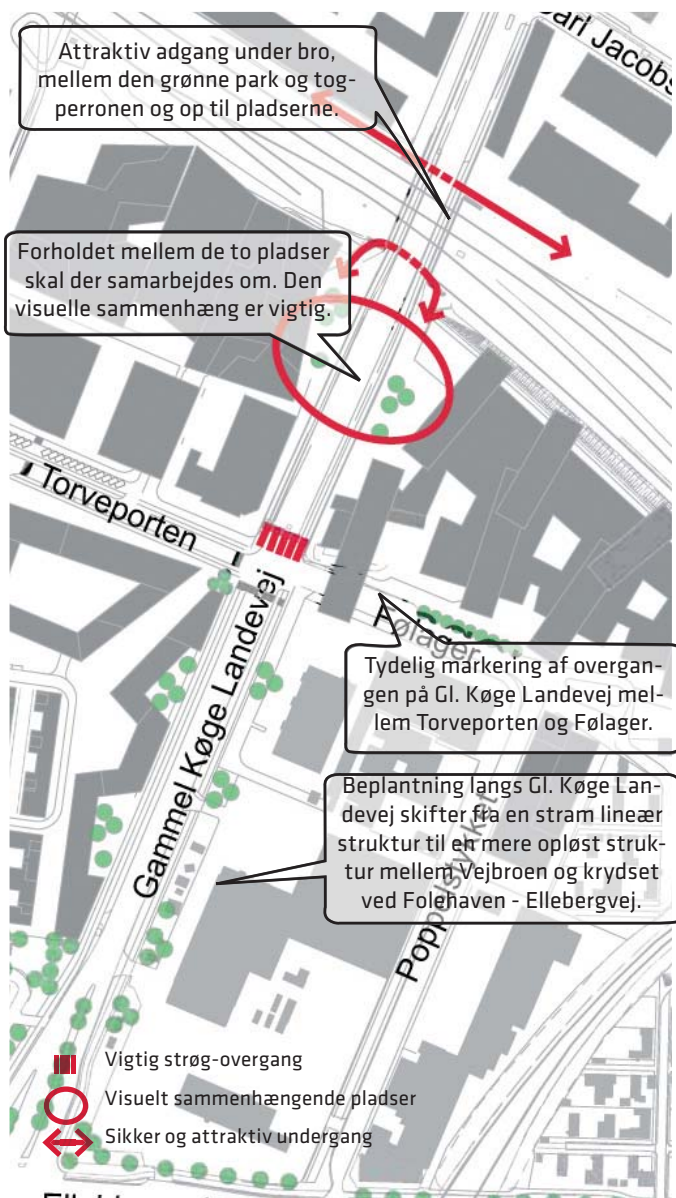 Carl Jacobs
Attraktiv adgang under bro,
mellem den grønne park og tog-
perronen og op til pladserne.
Forholdet mellem de to pladser
skal der samarbejdes om. Den
visuelle sammenhæng er vigtig.
Torveporten
Gammel Køge Landevej
Følager
Tydelig markering af overgan-
gen på Gl. Køge Landevej mel-
lem Torveporten og Følager.
Beplantning langs Gl. Køge Lan-
devej skifter fra en stram lineær
struktur til en mere opløst struk-
tur mellem Vejbroen og krydset
ved Folehaven - Ellebergvej.
Poppelstykket
Vigtig strøg-overgang
Visuelt sammenhængende pladser
Sikker og attraktiv undergang